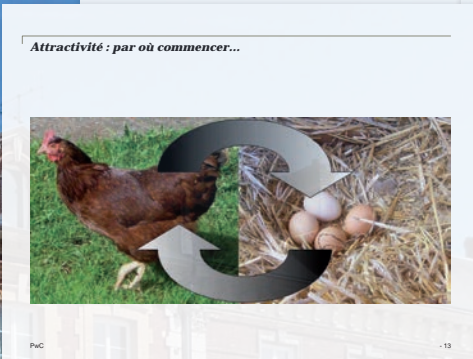 Attractivité : par où commencer...
PwC
- 13